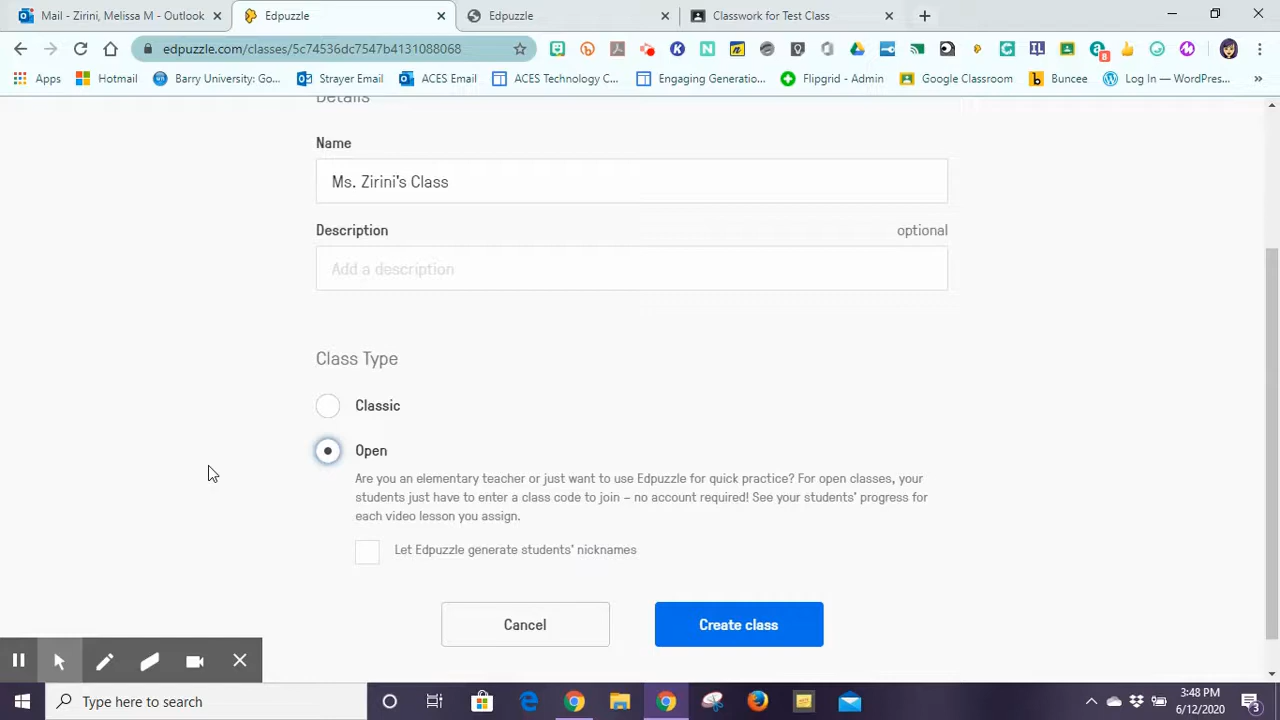 Mail - Zirini, Melissa M - Outlook
Edpuzzle
Edpuzzle
Classwork for Test Class
edpuzzle.com/classes/5c74536dc7547b4131088068
Apps
Hotmail
Barry University: Go...
Strayer Email
ACES Email
ACES Technology C...
Engaging Generatio...
Flipgrid - Admin
Google Classroom
Buncee
Log In — WordPres...
Details
Name
Ms. Zirini's Class
Description
optional
Add a description
Class Type
Classic
Open
Are you an elementary teacher or just want to use Edpuzzle for quick practice? For open classes, your
students just have to enter a class code to join – no account required! See your students' progress for
each video lesson you assign.
Let Edpuzzle generate students' nicknames
Cancel
Create class
Type here to search
3:48 PM
6/12/2020